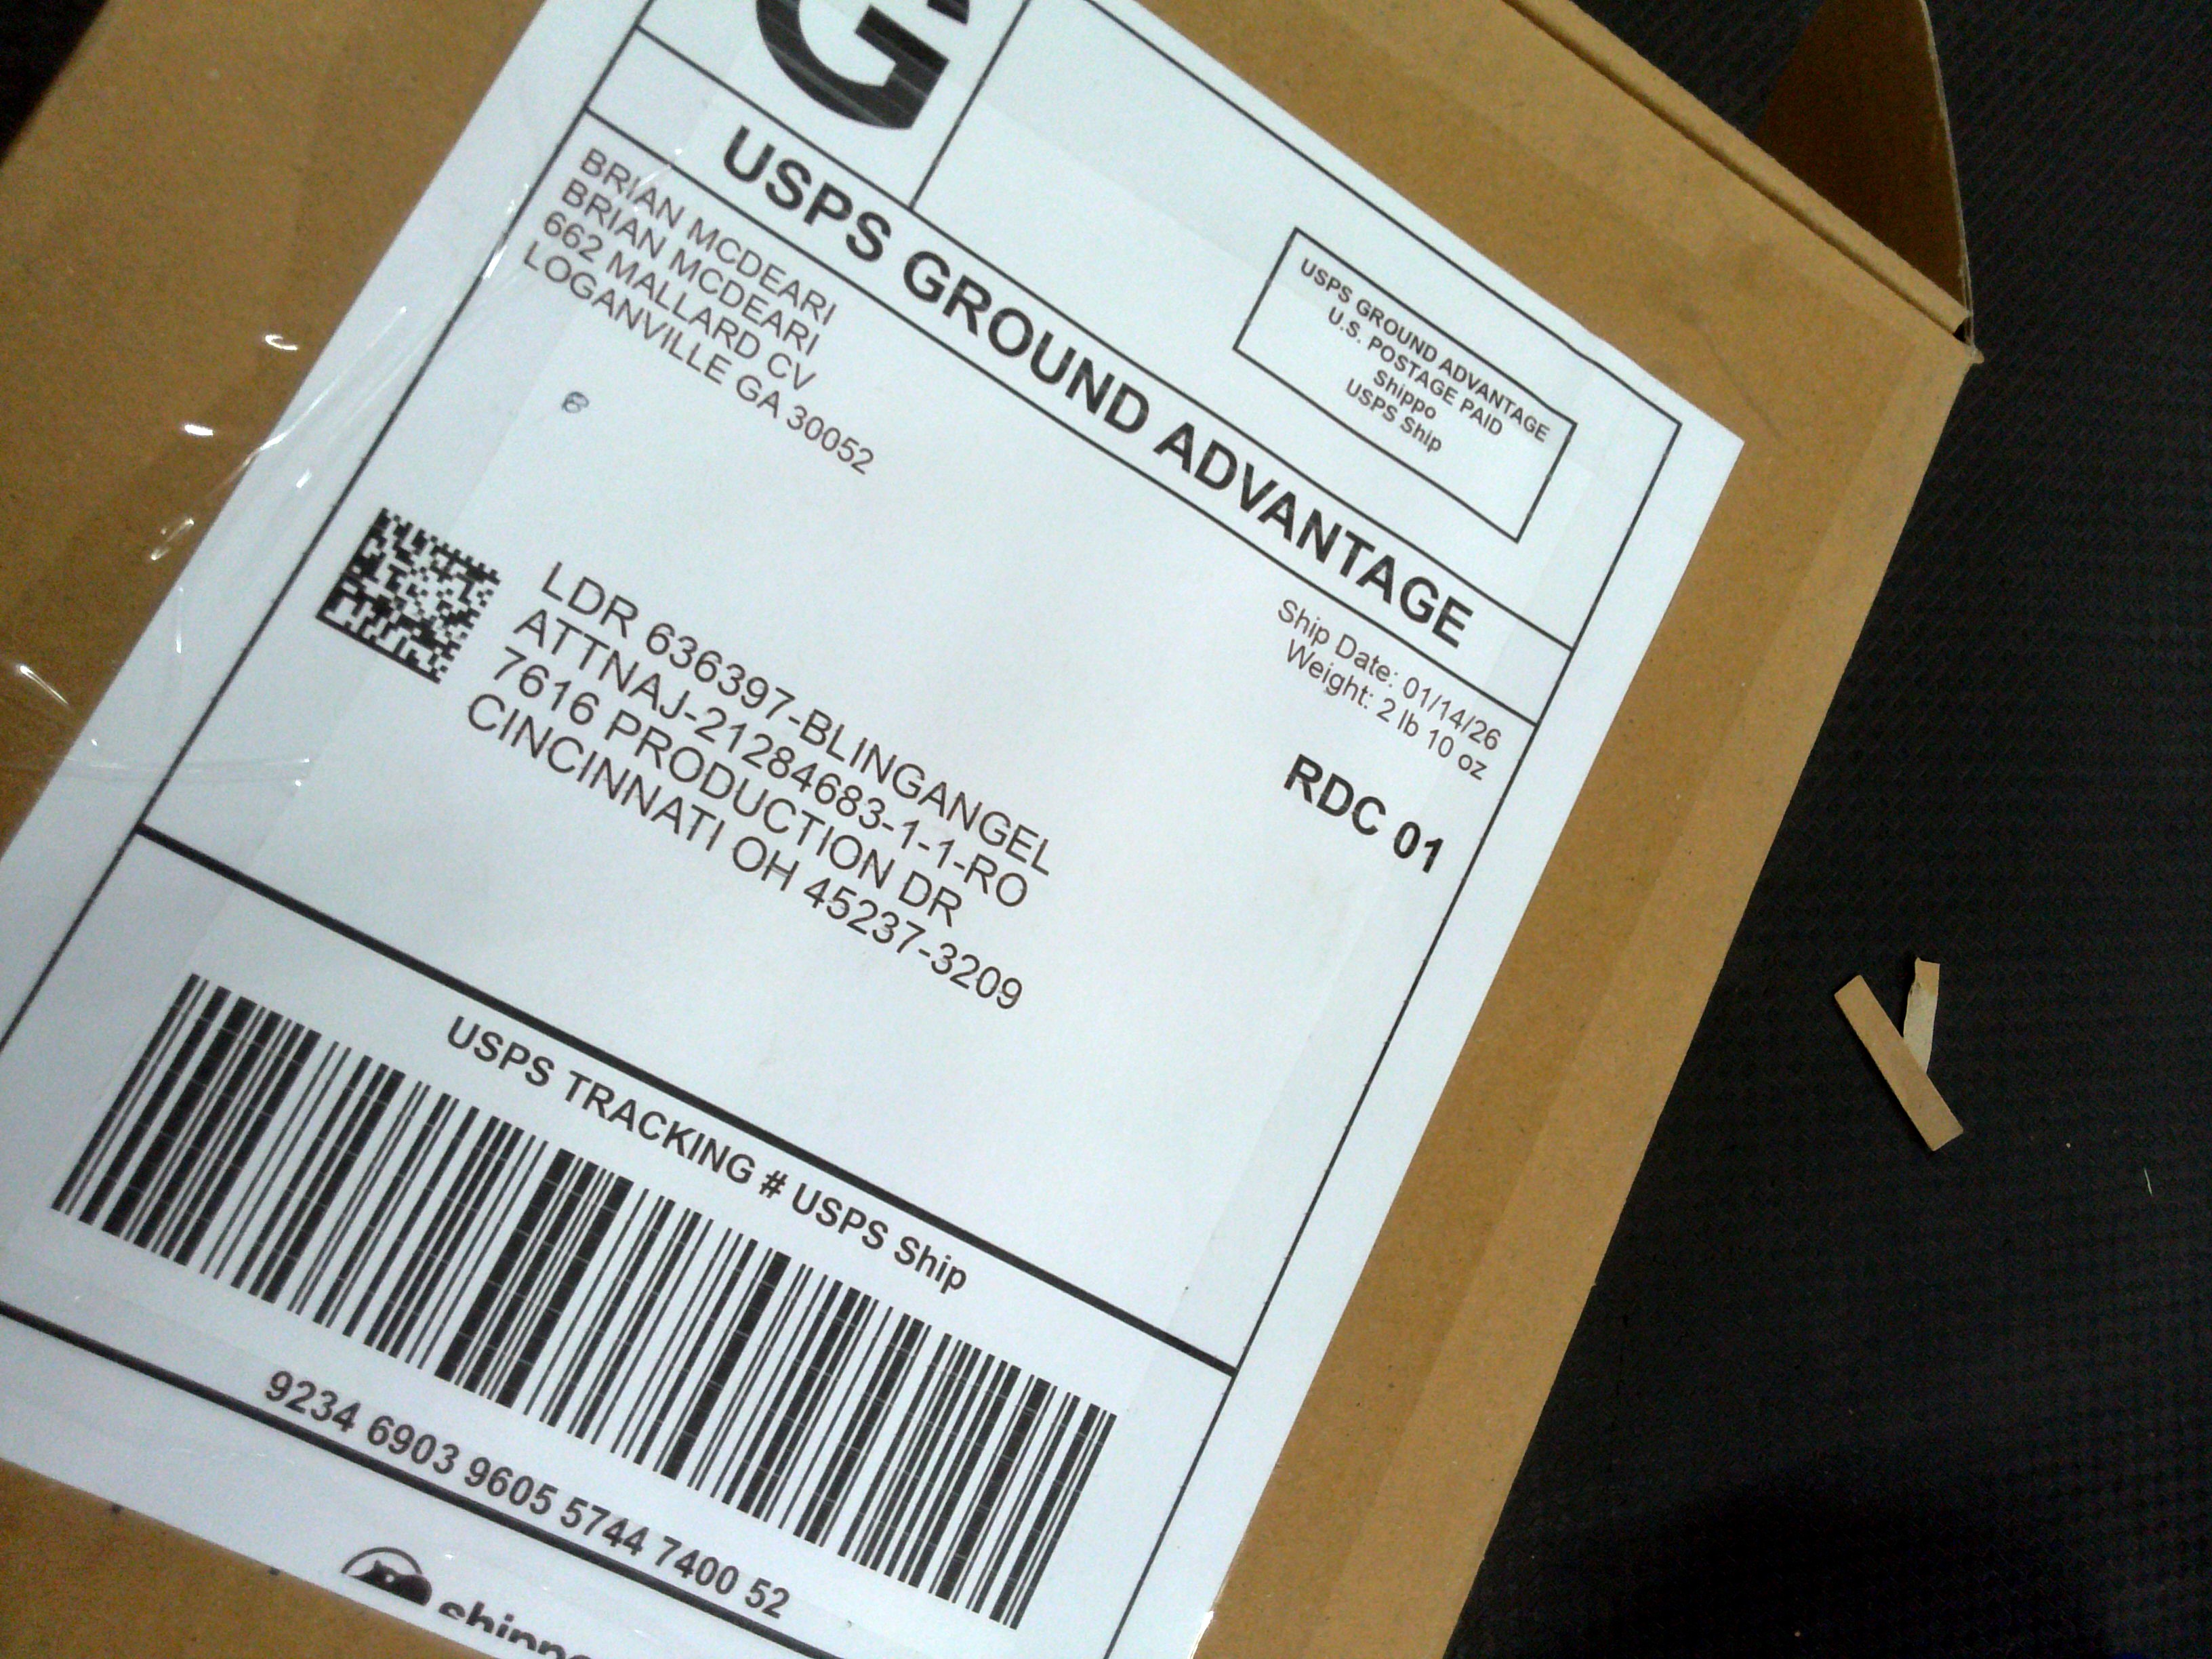 G
USPS GROUND ADVANTAGE
U.S. POSTAGE PAID
Shippo
USPS Ship
USPS GROUND ADVANTAGE
BRIAN MCDEARI
BRIAN MCDEARI
662 MALLARD CV
LOGANVILLE GA 30052
Ship Date: 01/14/26
Weight: 2 lb 10 oz
RDC 01
LDR 636397-BLINGANGEL
ATTNAJ-21284683-1-1-RO
7616 PRODUCTION DR
CINCINNATI OH 45237-3209
USPS TRACKING # USPS Ship
9234 6903 9605 5744 7400 52
shippo